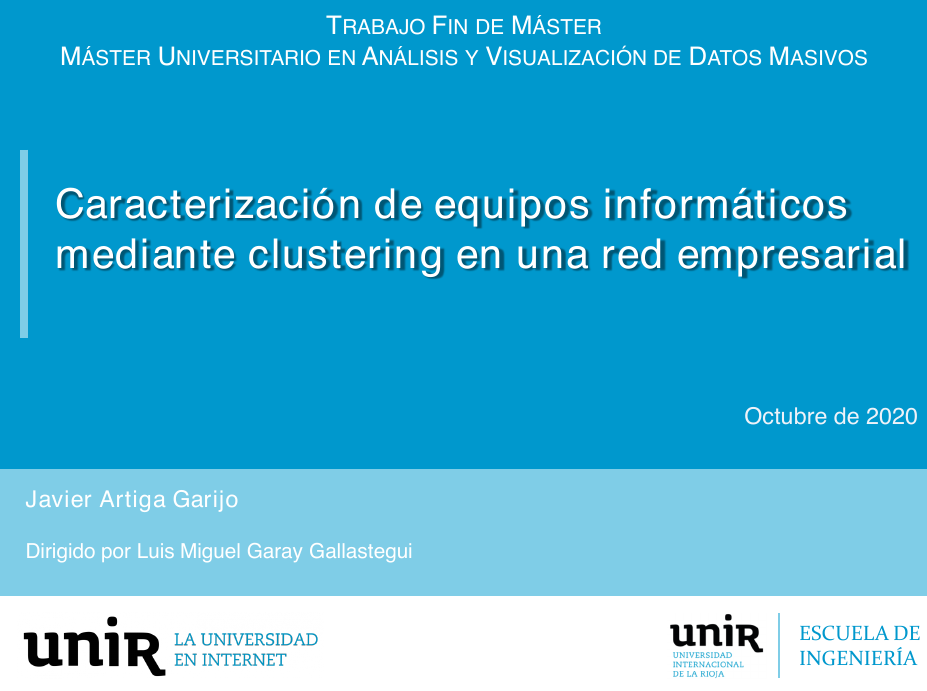 TRABAJO FIN DE MÁSTER
MÁSTER UNIVERSITARIO EN ANÁLISIS Y VISUALIZACIÓN DE DATOS MASIVOS
Caracterización de equipos informáticos
mediante clustering en una red empresarial
Octubre de 2020
Javier Artiga Garijo
Dirigido por Luis Miguel Garay Gallastegui
uniR
LA UNIVERSIDAD
EN INTERNET
uniR
UNIVERSIDAD
INTERNACIONAL
DE LA RIOJA
ESCUELA DE
INGENIERÍA